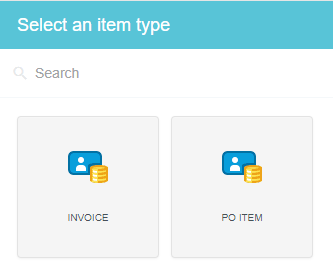 Select an item type
Search
INVOICE
PO ITEM